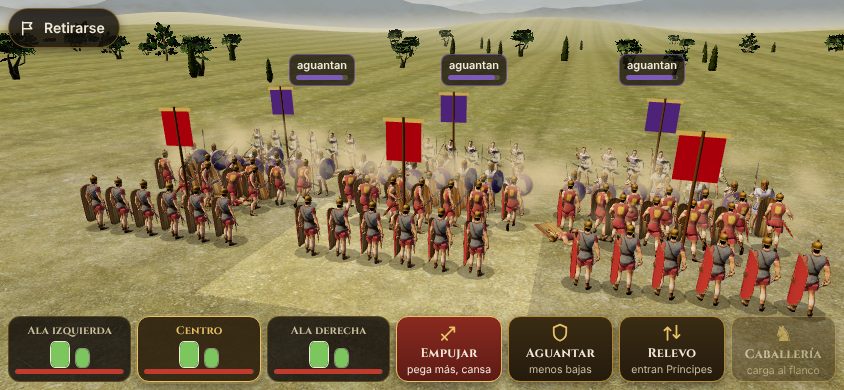 Retirarse
aguantan
aguantan
aguantan
ALA IZQUIERDA
CENTRO
ALA DERECHA
EMPUJAR
pega más, cansa
AGUANTAR
menos bajas
RELEVO
entran Príncipes
CABALLERÍA
carga al flanco